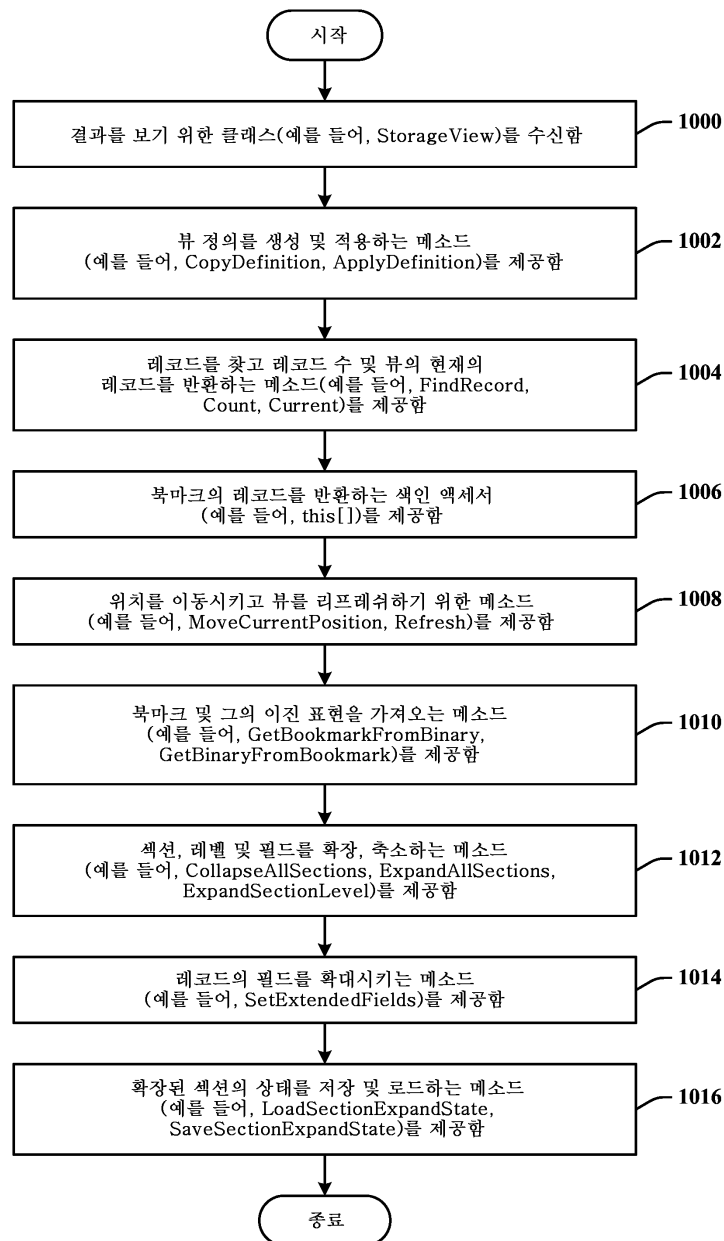 시작
결과를 보기 위한 클래스(예를 들어, StorageView)를 수신함
1000
뷰 정의를 생성 및 적용하는 메소드
(예를 들어, CopyDefinition, ApplyDefinition)를 제공함
1002
레코드를 찾고 레코드 수 및 뷰의 현재의
레코드를 반환하는 메소드(예를 들어, FindRecord,
Count, Current)를 제공함
1004
북마크의 레코드를 반환하는 색인 액세서
(예를 들어, this[])를 제공함
1006
위치를 이동시키고 뷰를 리프레쉬하기 위한 메소드
(예를 들어, MoveCurrentPosition, Refresh)를 제공함
1008
북마크 및 그의 이진 표현을 가져오는 메소드
(예를 들어, GetBookmarkFromBinary,
GetBinaryFromBookmark)를 제공함
1010
섹션, 레벨 및 필드를 확장, 축소하는 메소드
(예를 들어, CollapseAllSections, ExpandAllSections,
ExpandSectionLevel)를 제공함
1012
레코드의 필드를 확대시키는 메소드
(예를 들어, SetExtendedFields)를 제공함
1014
확장된 섹션의 상태를 저장 및 로드하는 메소드
(예를 들어, LoadSectionExpandState,
SaveSectionExpandState)를 제공함
1016
종료